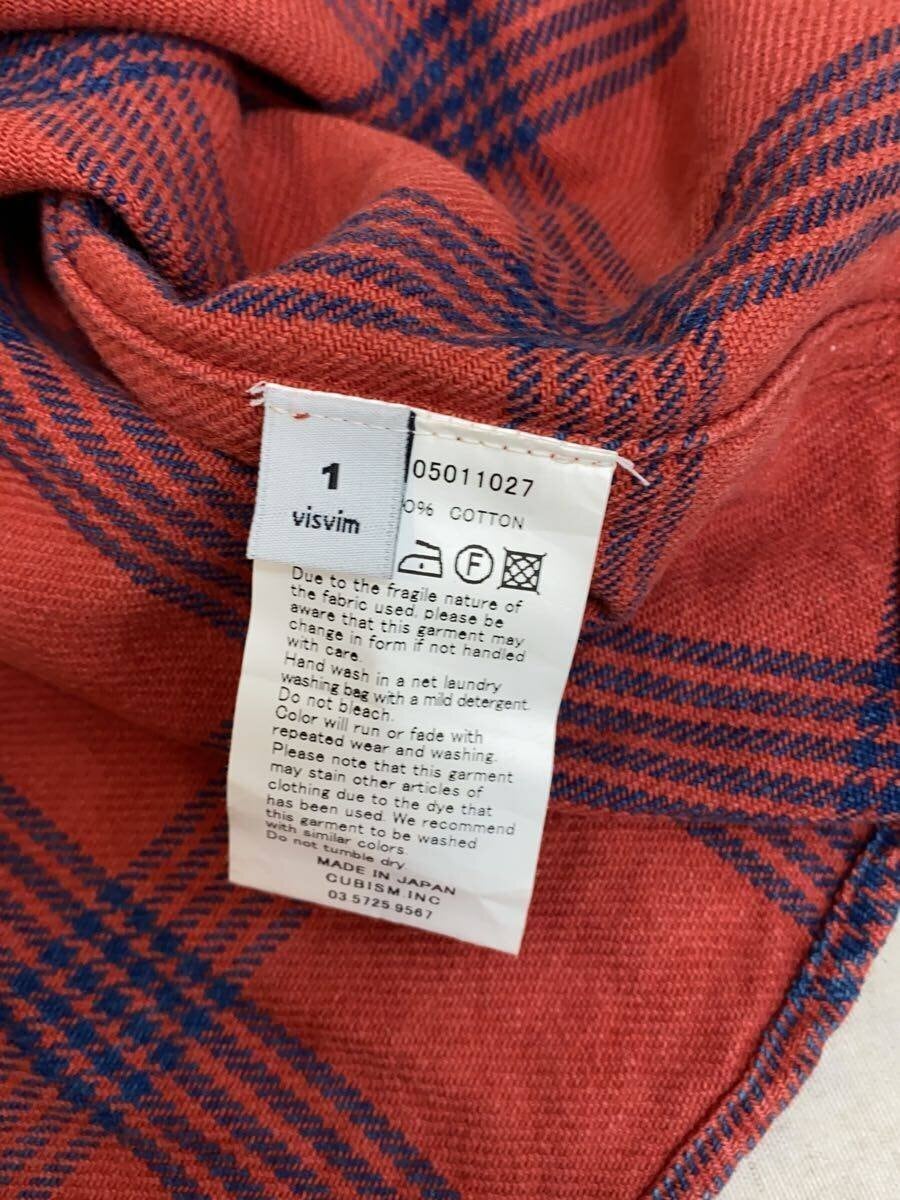 1
visvim
05011027
0% COTTON
F
Due to the fragile nature of
the fabric used, please be
aware that this garment may
change in form if not handled
with care.
Hand wash in a net laundry
washing bag with a mild detergent.
Do not bleach.
Color will run or fade with
repeated wear and washing.
Please note that this garment
may stain other articles of
clothing due to the dye that
has been used. We recommend
this garment to be washed
with similar colors.
Do not tumble dry.
MADE IN JAPAN
CUBISM INC
03 5725 9567